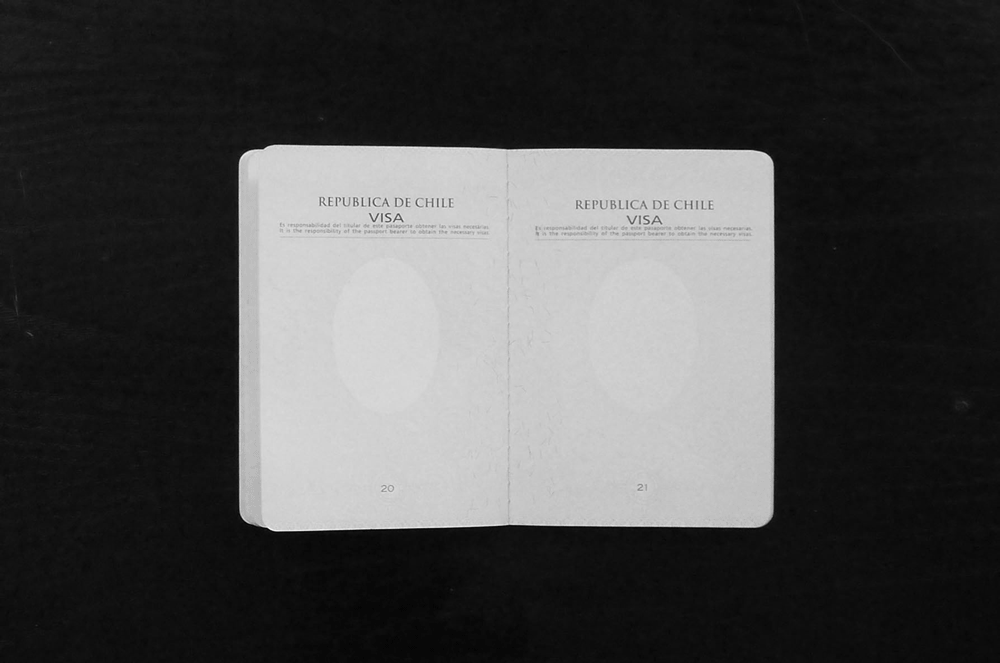 REPUBLICA DE CHILE
VISA
Es responsabilidad del titular de este pasaporte obtener las visas necesarias.
It is the responsibility of the passport bearer to obtain the necessary visas.
20
REPUBLICA DE CHILE
VISA
Es responsabilidad del titular de este pasaporte obtener las visas necesarias.
It is the responsibility of the passport bearer to obtain the necessary visas.
21